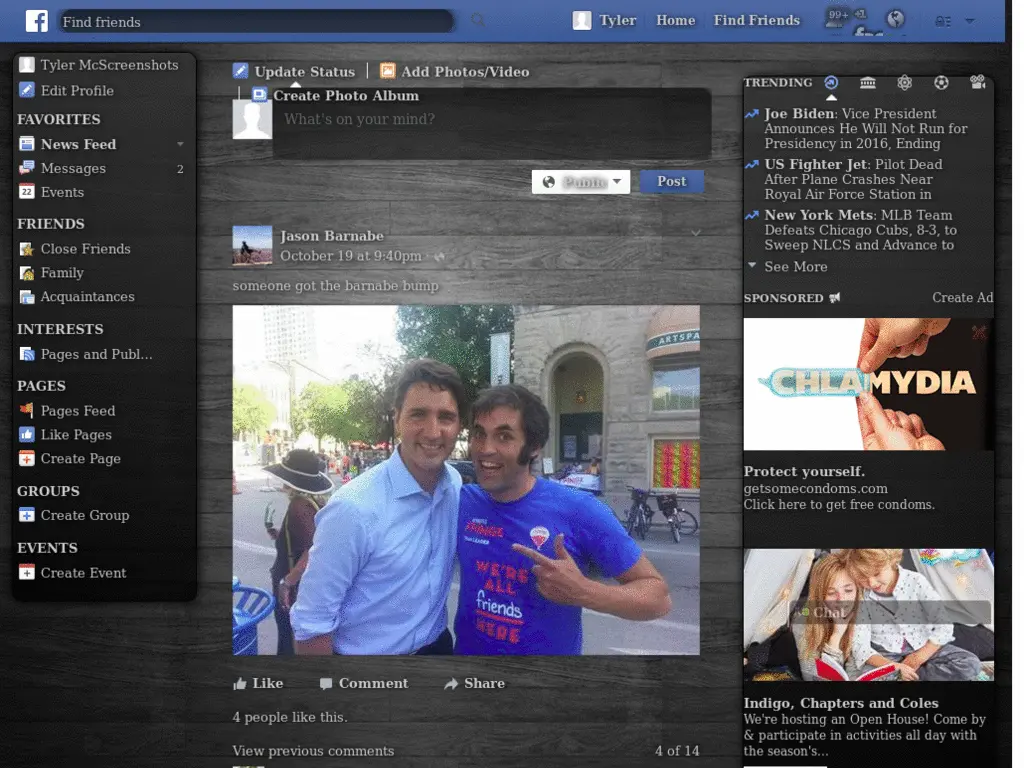 Find friends
Tyler
Home
Find Friends
99+
+1
Tyler McScreenshots
Edit Profile
FAVORITES
News Feed
Messages
2
22
Events
FRIENDS
Close Friends
Family
Acquaintances
INTERESTS
Pages and Publ...
PAGES
Pages Feed
Like Pages
Create Page
GROUPS
Create Group
EVENTS
Create Event
Update Status
Add Photos/Video
Create Photo Album
What's on your mind?
Public
Post
Jason Barnabe
October 19 at 9:40pm
someone got the barnabe bump
ARTSPA
FRINGE
WE'RE
ALL
friends
HERE
Like
Comment
Share
4 people like this.
View previous comments
4 of 14
TRENDING
Joe Biden: Vice President
Announces He Will Not Run for
Presidency in 2016, Ending
US Fighter Jet: Pilot Dead
After Plane Crashes Near
Royal Air Force Station in
New York Mets: MLB Team
Defeats Chicago Cubs, 8-3, to
Sweep NLCS and Advance to
See More
SPONSORED
Create Ad
CHLAMYDIA
Protect yourself.
getsomecondoms.com
Click here to get free condoms.
Chat
Indigo, Chapters and Coles
We're hosting an Open House! Come by
& participate in activities all day with
the season's...